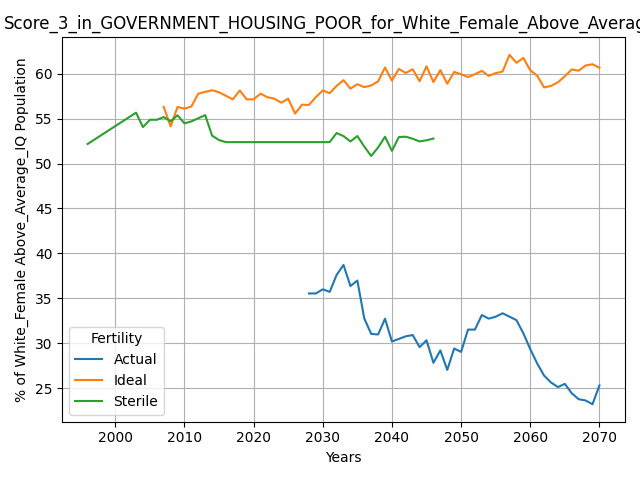 Score_3_in_GOVERNMENT_HOUSING_POOR_for_White_Female_Above_Averag
% of White_Female Above_Average_IQ Population
60
55
50
45
40
35
30
25
Fertility
Actual
Ideal
Sterile
2000 2010 2020 2030 2040 2050 2060 2070
Years